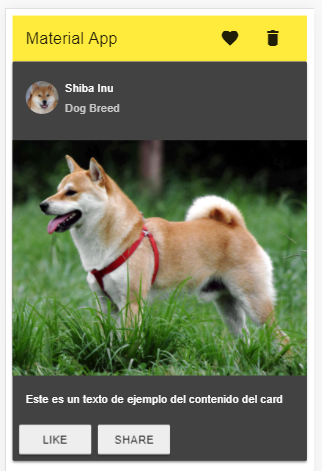 Material App
Shiba Inu
Dog Breed
Este es un texto de ejemplo del contenido del card
LIKE
SHARE